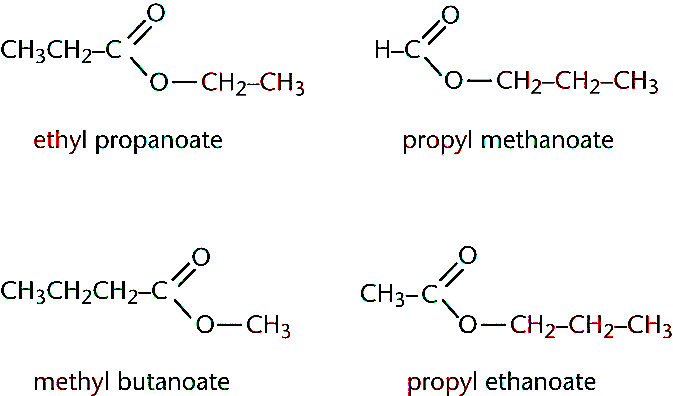 O
CH₃CH₂–C
O—CH₂–CH₃
ethyl propanoate
O
H–C
O—CH₂–CH₂–CH₃
propyl methanoate
O
CH₃CH₂CH₂–C
O—CH₃
methyl butanoate
O
CH₃–C
O—CH₂–CH₂–CH₃
propyl ethanoate